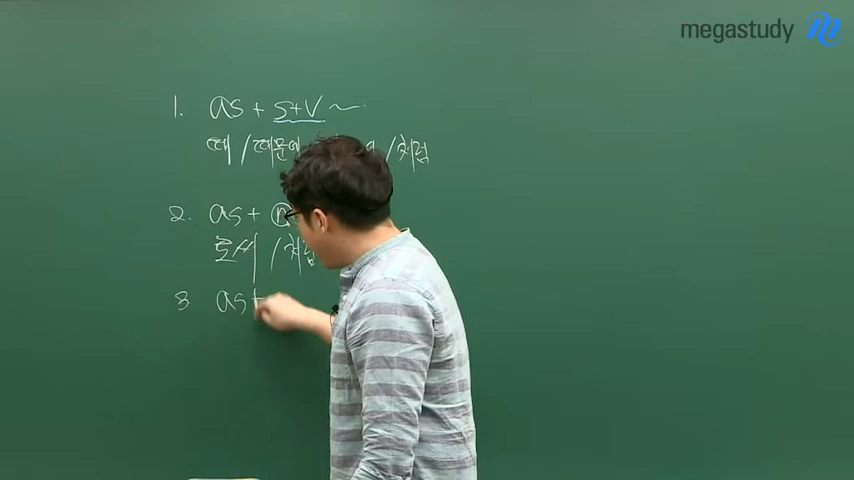 megastudy
1. as + s+v ~
때 / 때문에 / 처럼
2. as + n
로서 / 처럼
3 as+